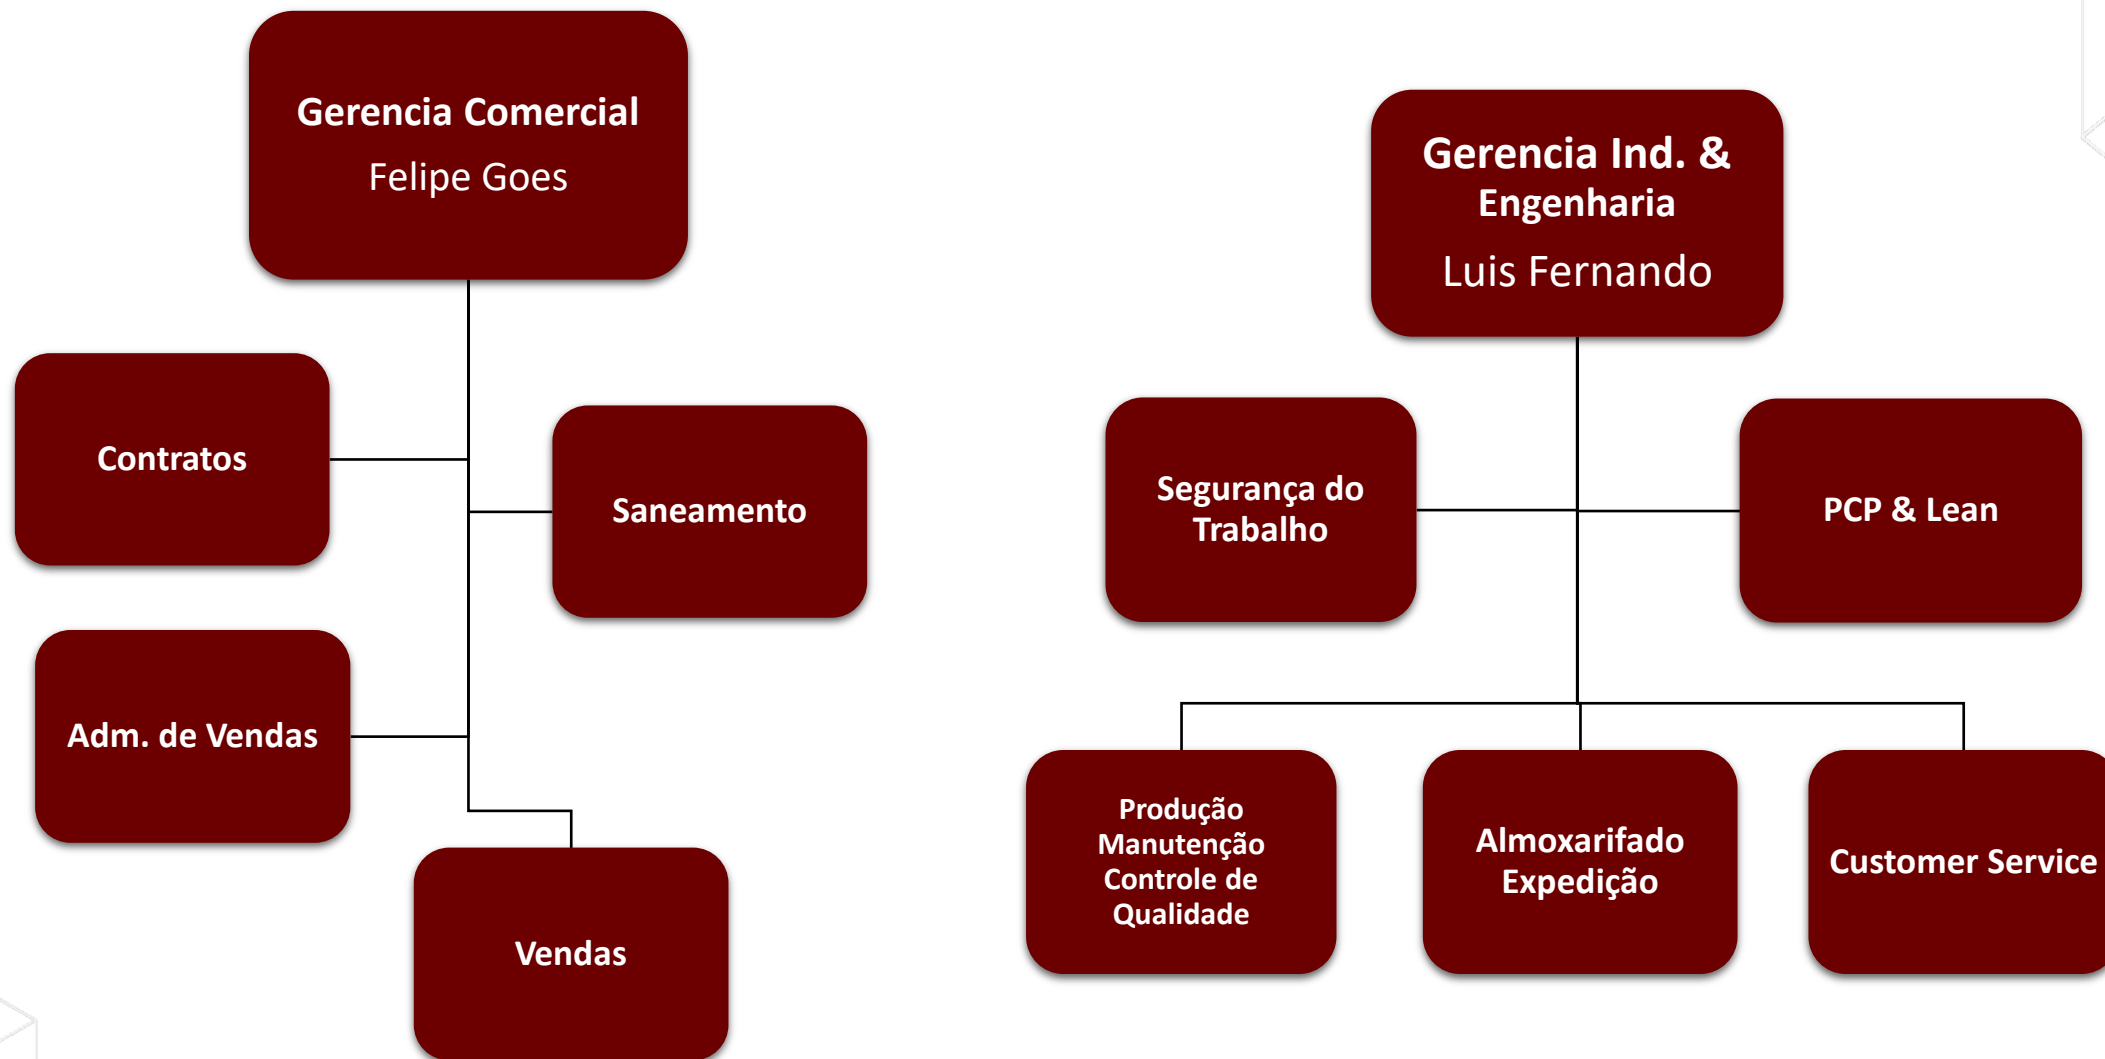 Gerencia Comercial
Felipe Goes
Contratos
Saneamento
Adm. de Vendas
Vendas
Gerencia Ind. &
Engenharia
Luis Fernando
Segurança do
Trabalho
PCP & Lean
Produção
Manutenção
Controle de
Qualidade
Almoxarifado
Expedição
Customer Service